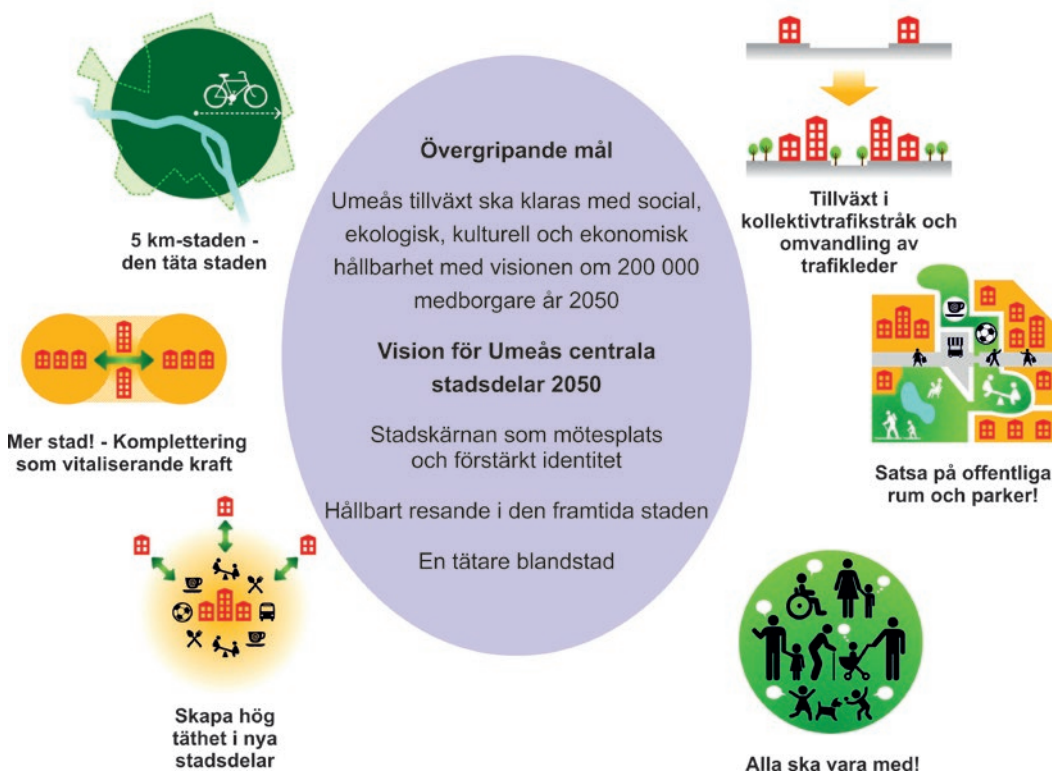 Övergripande mål
Umeås tillväxt ska klaras med social,
ekologisk, kulturell och ekonomisk
hållbarhet med visionen om 200 000
medborgare år 2050
Vision för Umeås centrala
stadsdelar 2050
Stadskärnan som mötesplats
och förstärkt identitet
Hållbart resande i den framtida staden
En tätare blandstad
5 km-staden -
den täta staden
Mer stad! - Komplettering
som vitaliserande kraft
Skapa hög
täthet i nya
stadsdelar
Tillväxt i
kollektivtrafikstråk och
omvandling av
trafikleder
Satsa på offentliga
rum och parker!
Alla ska vara med!